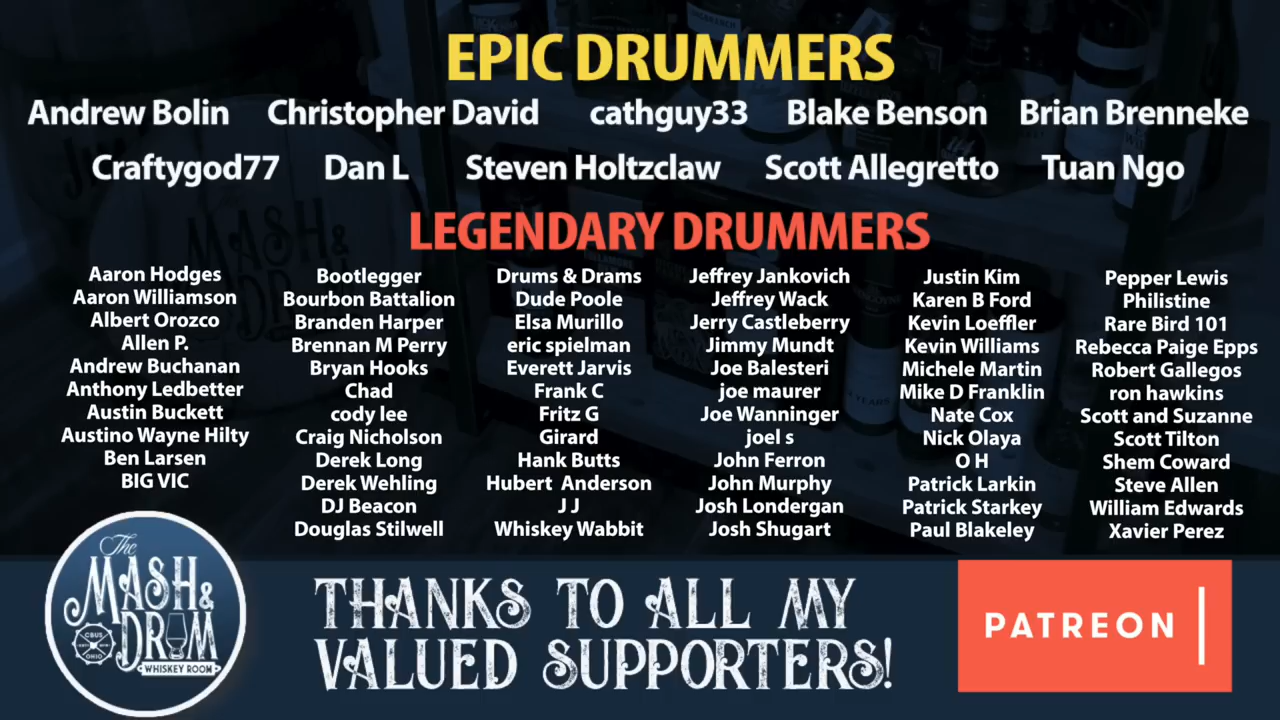 EPIC DRUMMERS
Andrew Bolin Christopher David cathguy33 Blake Benson Brian Brenneke
Craftygod77 Dan L Steven Holtzclaw Scott Allegretto Tuan Ngo
LEGENDARY DRUMMERS
Aaron Hodges
Aaron Williamson
Albert Orozco
Allen P.
Andrew Buchanan
Anthony Ledbetter
Austin Buckett
Austino Wayne Hilty
Ben Larsen
BIG VIC
Bootlegger
Bourbon Battalion
Branden Harper
Brennan M Perry
Bryan Hooks
Chad
cody lee
Craig Nicholson
Derek Long
Derek Wehling
DJ Beacon
Douglas Stilwell
Drums & Drams
Dude Poole
Elsa Murillo
eric spielman
Everett Jarvis
Frank C
Fritz G
Girard
Hank Butts
Hubert Anderson
J J
Whiskey Wabbit
Jeffrey Jankovich
Jeffrey Wack
Jerry Castleberry
Jimmy Mundt
Joe Balesteri
joe maurer
Joe Wanninger
joel s
John Ferron
John Murphy
Josh Londergan
Josh Shugart
Justin Kim
Karen B Ford
Kevin Loeffler
Kevin Williams
Michele Martin
Mike D Franklin
Nate Cox
Nick Olaya
O H
Patrick Larkin
Patrick Starkey
Paul Blakeley
Pepper Lewis
Philistine
Rare Bird 101
Rebecca Paige Epps
Robert Gallegos
ron hawkins
Scott and Suzanne
Scott Tilton
Shem Coward
Steve Allen
William Edwards
Xavier Perez
The
MASH &
DRUM
CBUS
OHIO
WHISKEY ROOM
THANKS TO ALL MY
VALUED SUPPORTERS!
PATREON